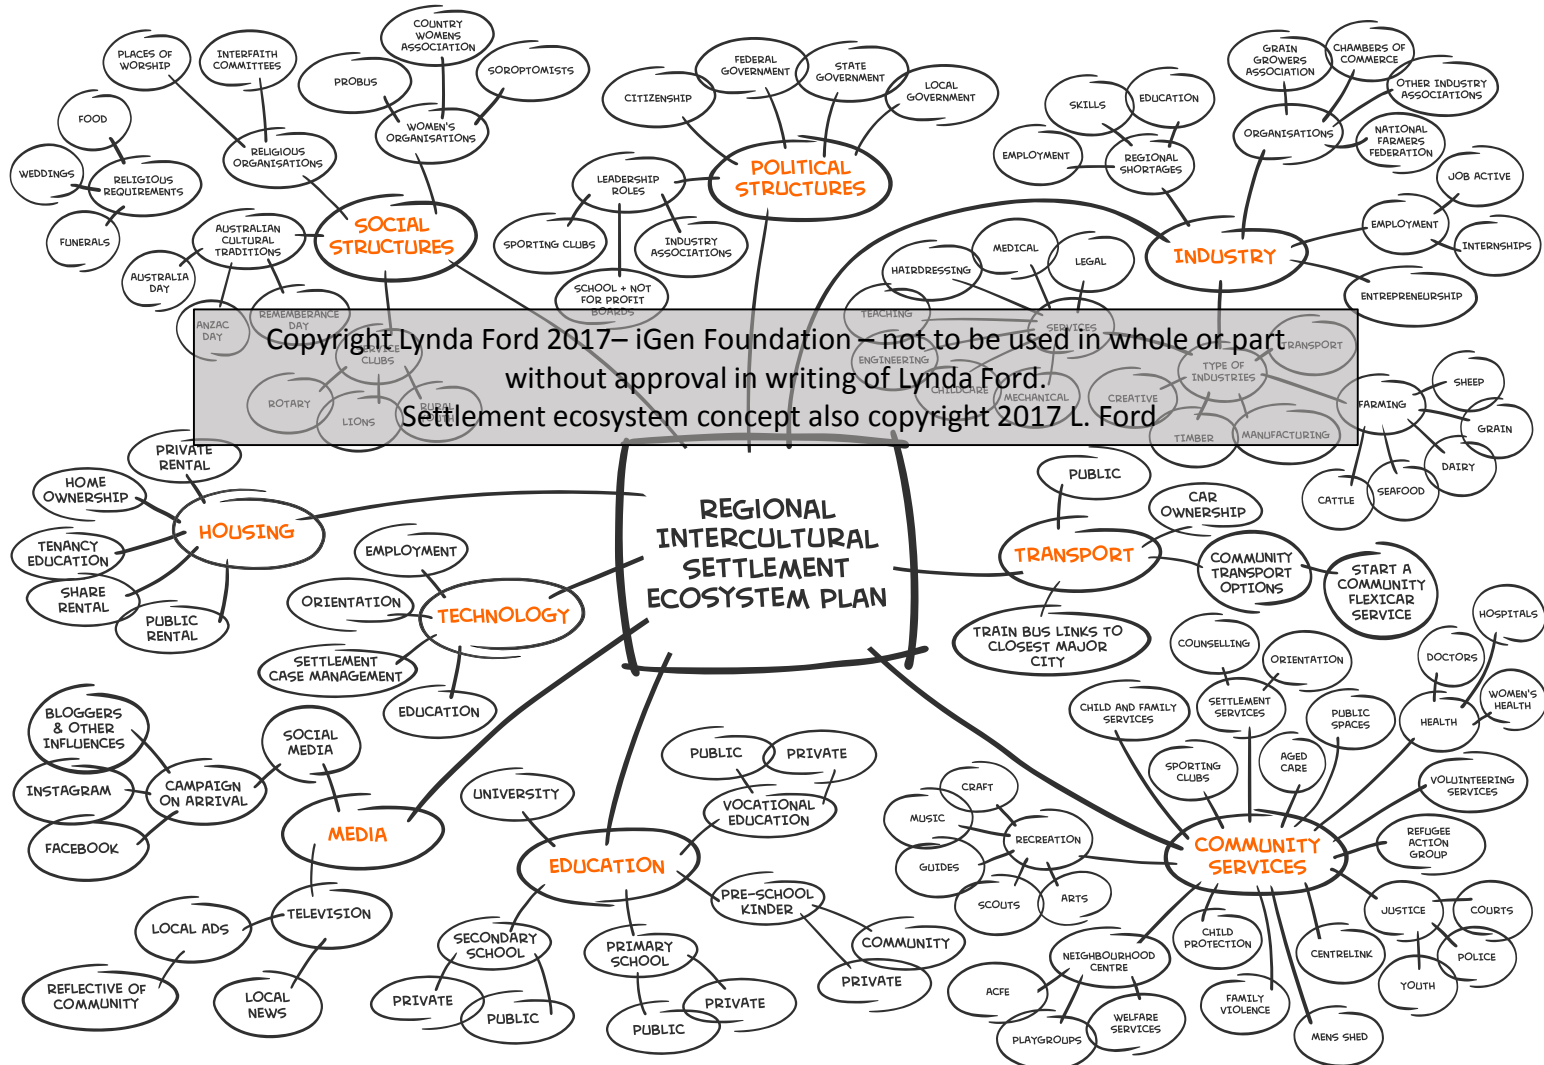 COUNTRY
WOMENS
ASSOCIATION
PLACES OF
WORSHIP
INTERFAITH
COMMITTEES
PROBUS
SOROPTOMISTS
FOOD
WOMEN'S
ORGANISATIONS
RELIGIOUS
ORGANISATIONS
WEDDINGS
RELIGIOUS
REQUIREMENTS
FUNERALS
AUSTRALIAN
CULTURAL
TRADITIONS
SOCIAL
STRUCTURES
AUSTRALIA
DAY
ANZAC
DAY
REMEMBERANCE
DAY
SERVICE
CLUBS
ROTARY
LIONS
RURAL
FEDERAL
GOVERNMENT
STATE
GOVERNMENT
LOCAL
GOVERNMENT
CITIZENSHIP
POLITICAL
STRUCTURES
LEADERSHIP
ROLES
SPORTING CLUBS
INDUSTRY
ASSOCIATIONS
SCHOOL + NOT
FOR PROFIT
BOARDS
GRAIN
GROWERS
ASSOCIATION
CHAMBERS OF
COMMERCE
OTHER INDUSTRY
ASSOCIATIONS
SKILLS
EDUCATION
ORGANISATIONS
NATIONAL
FARMERS
FEDERATION
EMPLOYMENT
REGIONAL
SHORTAGES
JOB ACTIVE
EMPLOYMENT
INTERNSHIPS
INDUSTRY
ENTREPRENEURSHIP
MEDICAL
LEGAL
HAIRDRESSING
TEACHING
SERVICES
ENGINEERING
CHILDCARE
MECHANICAL
TYPE OF
INDUSTRIES
TRANSPORT
CREATIVE
TIMBER
MANUFACTURING
FARMING
SHEEP
GRAIN
DAIRY
SEAFOOD
CATTLE
Copyright Lynda Ford 2017– iGen Foundation – not to be used in whole or part
without approval in writing of Lynda Ford.
Settlement ecosystem concept also copyright 2017 L. Ford
PRIVATE
RENTAL
HOME
OWNERSHIP
HOUSING
TENANCY
EDUCATION
SHARE
RENTAL
PUBLIC
RENTAL
EMPLOYMENT
ORIENTATION
TECHNOLOGY
SETTLEMENT
CASE MANAGEMENT
EDUCATION
REGIONAL
INTERCULTURAL
SETTLEMENT
ECOSYSTEM PLAN
PUBLIC
CAR
OWNERSHIP
TRANSPORT
COMMUNITY
TRANSPORT
OPTIONS
START A
COMMUNITY
FLEXICAR
SERVICE
TRAIN BUS LINKS TO
CLOSEST MAJOR
CITY
BLOGGERS
& OTHER
INFLUENCES
SOCIAL
MEDIA
INSTAGRAM
CAMPAIGN
ON ARRIVAL
FACEBOOK
MEDIA
TELEVISION
LOCAL ADS
REFLECTIVE OF
COMMUNITY
LOCAL
NEWS
PUBLIC
PRIVATE
UNIVERSITY
VOCATIONAL
EDUCATION
EDUCATION
PRE-SCHOOL
KINDER
COMMUNITY
PRIVATE
SECONDARY
SCHOOL
PRIMARY
SCHOOL
PRIVATE
PUBLIC
PRIVATE
PUBLIC
HOSPITALS
COUNSELLING
ORIENTATION
DOCTORS
CHILD AND FAMILY
SERVICES
SETTLEMENT
SERVICES
PUBLIC
SPACES
HEALTH
WOMEN'S
HEALTH
SPORTING
CLUBS
AGED
CARE
VOLUINTEERING
SERVICES
CRAFT
MUSIC
RECREATION
GUIDES
SCOUTS
ARTS
COMMUNITY
SERVICES
REFUGEE
ACTION
GROUP
JUSTICE
COURTS
POLICE
YOUTH
CHILD
PROTECTION
CENTRELINK
NEIGHBOURHOOD
CENTRE
ACFE
PLAYGROUPS
WELFARE
SERVICES
FAMILY
VIOLENCE
MENS SHED